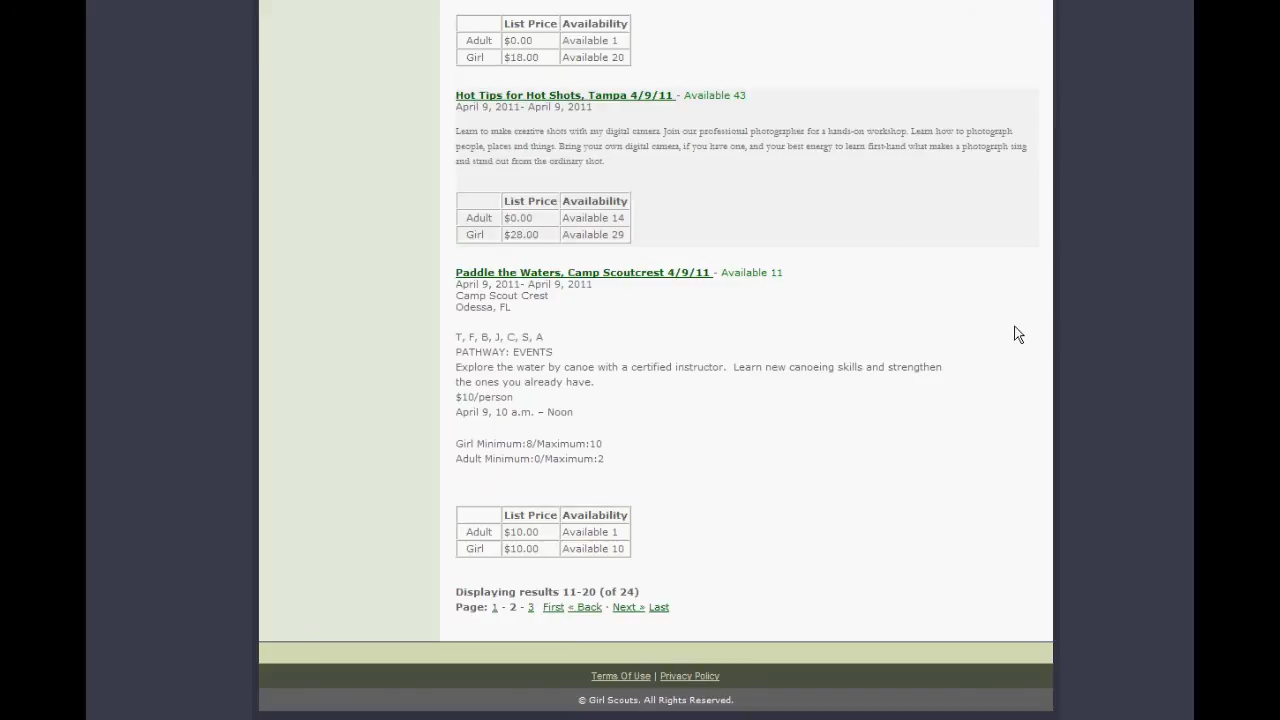 List Price Availability
Adult $0.00 Available 1
Girl $18.00 Available 20
Hot Tips for Hot Shots, Tampa 4/9/11 - Available 43
April 9, 2011- April 9, 2011
Learn to make creative shots with any digital camera. Join our professional photographer for a hands-on workshop. Learn how to photograph
people, places and things. Bring your own digital camera, if you have one, and your best energy to learn first-hand what makes a photograph sing
and stand out from the ordinary shot.
List Price Availability
Adult $0.00 Available 14
Girl $28.00 Available 29
Paddle the Waters, Camp Scoutcrest 4/9/11 - Available 11
April 9, 2011- April 9, 2011
Camp Scout Crest
Odessa, FL
T, F, B, J, C, S, A
PATHWAY: EVENTS
Explore the water by canoe with a certified instructor. Learn new canoeing skills and strengthen
the ones you already have.
$10/person
April 9, 10 a.m. – Noon
Girl Minimum:8/Maximum:10
Adult Minimum:0/Maximum:2
List Price Availability
Adult $10.00 Available 1
Girl $10.00 Available 10
Displaying results 11-20 (of 24)
Page: 1 - 2 - 3 First « Back · Next » Last
Terms Of Use | Privacy Policy
© Girl Scouts. All Rights Reserved.